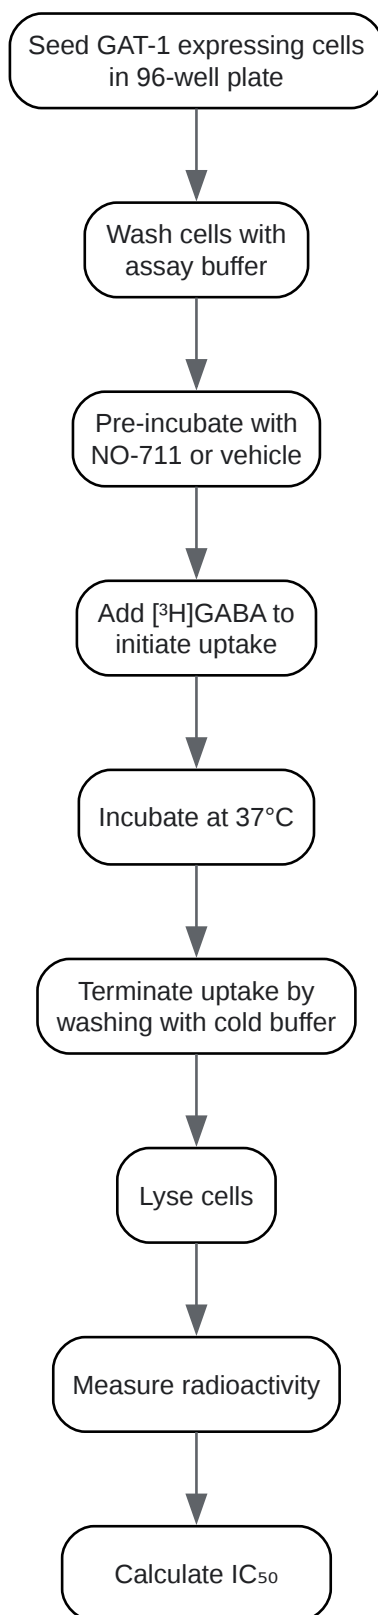 Seed GAT-1 expressing cells
in 96-well plate
Wash cells with
assay buffer
Pre-incubate with
NO-711 or vehicle
Add [³H]GABA to
initiate uptake
Incubate at 37°C
Terminate uptake by
washing with cold buffer
Lyse cells
Measure radioactivity
Calculate IC₅₀